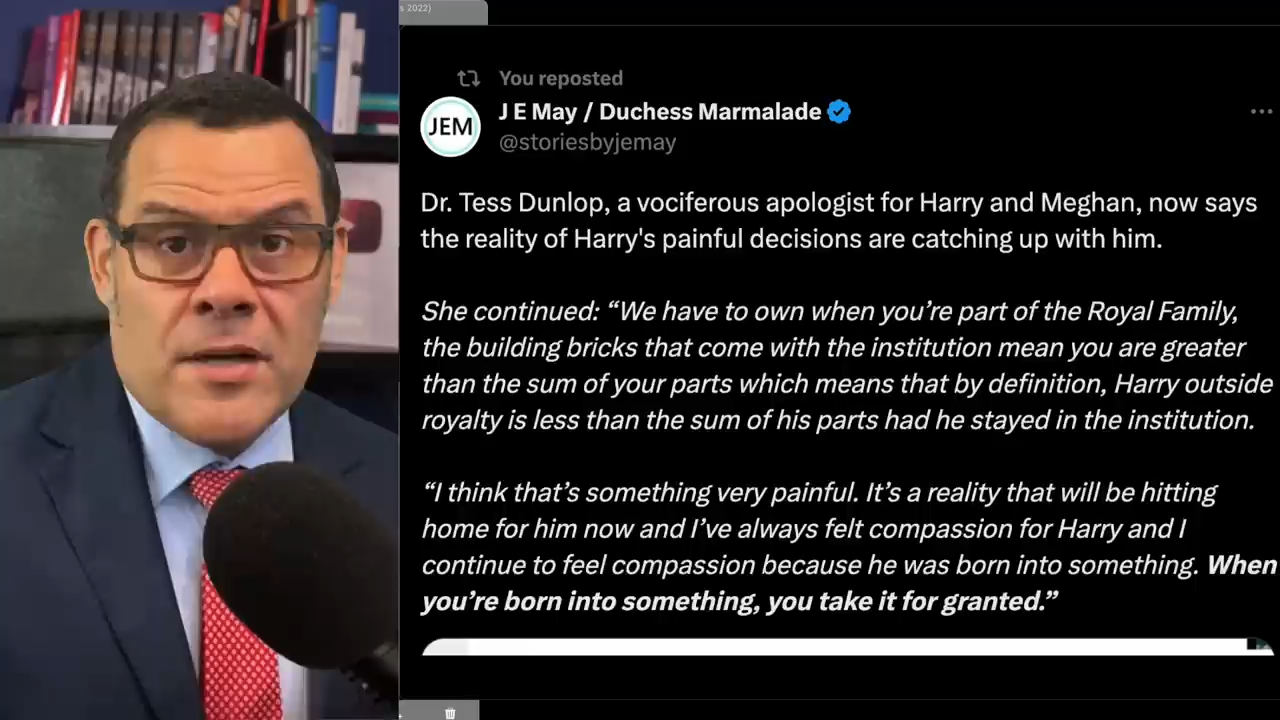 s 2022)
You reposted
JEM
J E May / Duchess Marmalade
@storiesbyjemay
Dr. Tess Dunlop, a vociferous apologist for Harry and Meghan, now says
the reality of Harry's painful decisions are catching up with him.
She continued: “We have to own when you’re part of the Royal Family,
the building bricks that come with the institution mean you are greater
than the sum of your parts which means that by definition, Harry outside
royalty is less than the sum of his parts had he stayed in the institution.
“I think that’s something very painful. It’s a reality that will be hitting
home for him now and I’ve always felt compassion for Harry and I
continue to feel compassion because he was born into something. When
you’re born into something, you take it for granted.”